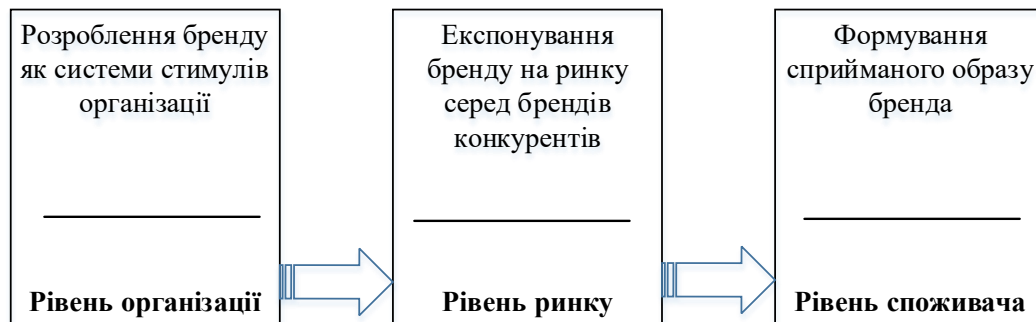 Розроблення бренду
як системи стимулів
організації
Рівень організації
Експонування
бренду на ринку
серед брендів
конкурентів
Рівень ринку
Формування
сприйманого образу
бренда
Рівень споживача